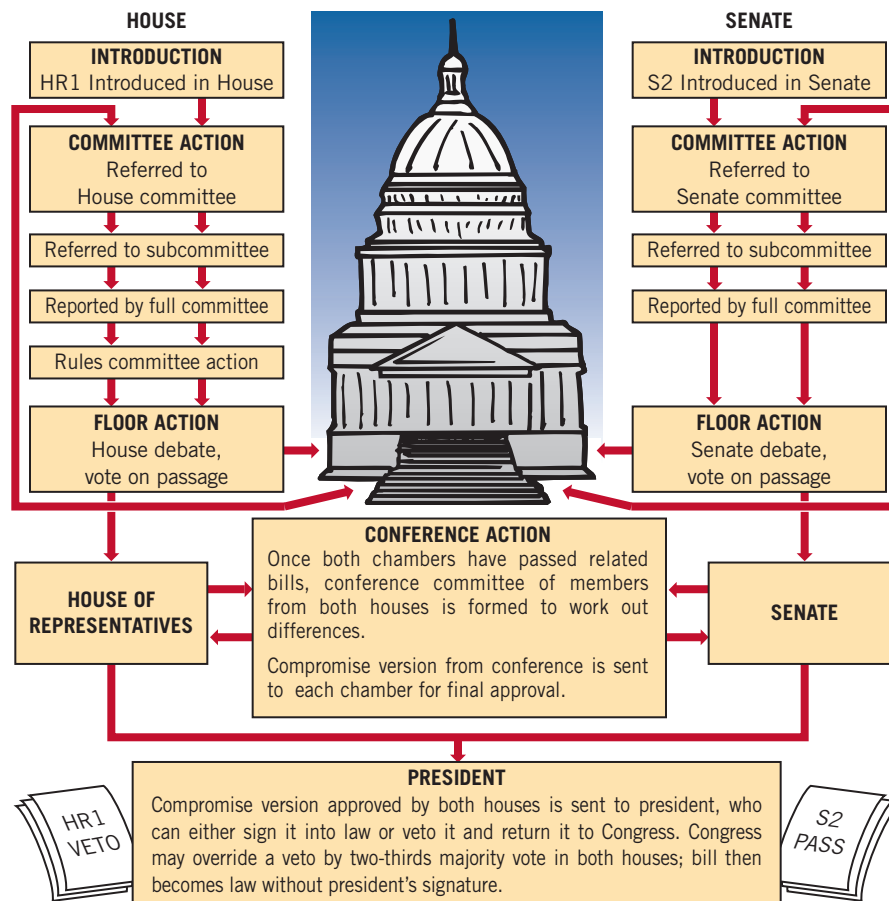 HOUSE
INTRODUCTION
HR1 Introduced in House
COMMITTEE ACTION
Referred to
House committee
Referred to subcommittee
Reported by full committee
Rules committee action
FLOOR ACTION
House debate,
vote on passage
HOUSE OF
REPRESENTATIVES
SENATE
INTRODUCTION
S2 Introduced in Senate
COMMITTEE ACTION
Referred to
Senate committee
Referred to subcommittee
Reported by full committee
FLOOR ACTION
Senate debate,
vote on passage
SENATE
CONFERENCE ACTION
Once both chambers have passed related
bills, conference committee of members
from both houses is formed to work out
differences.
Compromise version from conference is sent
to each chamber for final approval.
PRESIDENT
Compromise version approved by both houses is sent to president, who
can either sign it into law or veto it and return it to Congress. Congress
may override a veto by two-thirds majority vote in both houses; bill then
becomes law without president's signature.
HR1
VETO
S2
PASS